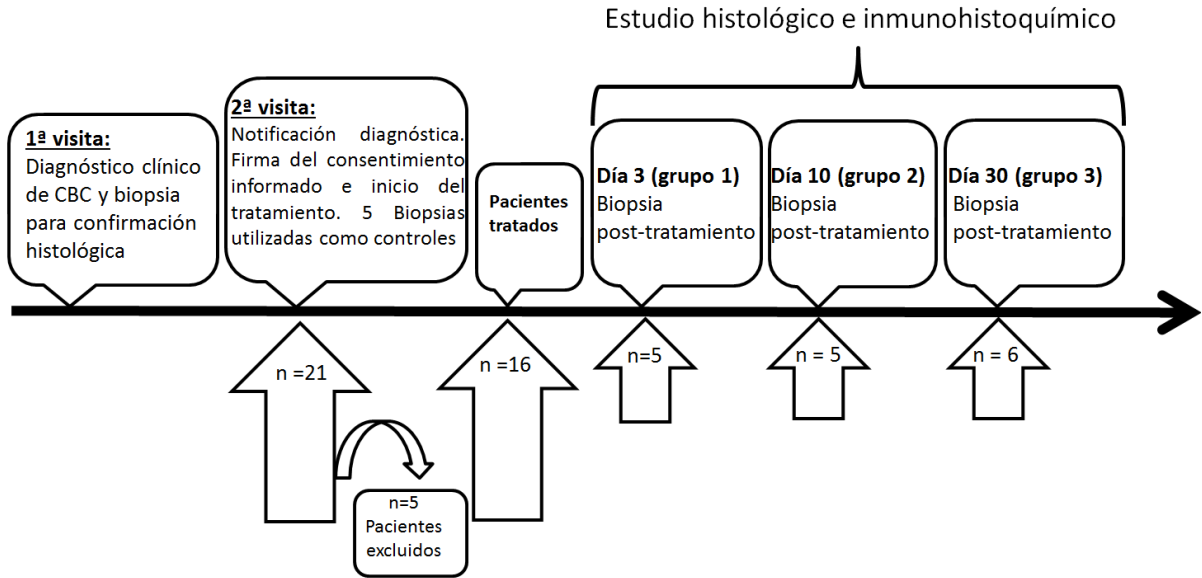 Estudio histológico e inmunohistoquímico
1ª visita:
Diagnóstico clínico
de CBC y biopsia
para confirmación
histológica
2ª visita:
Notificación diagnóstica.
Firma del consentimiento
informado e inicio del
tratamiento. 5 Biopsias
utilizadas como controles
Pacientes
tratados
Día 3 (grupo 1)
Biopsia
post-tratamiento
Día 10 (grupo 2)
Biopsia
post-tratamiento
Día 30 (grupo 3)
Biopsia
post-tratamiento
n =21
n =16
n=5
n = 5
n = 6
n=5
Pacientes
excluidos